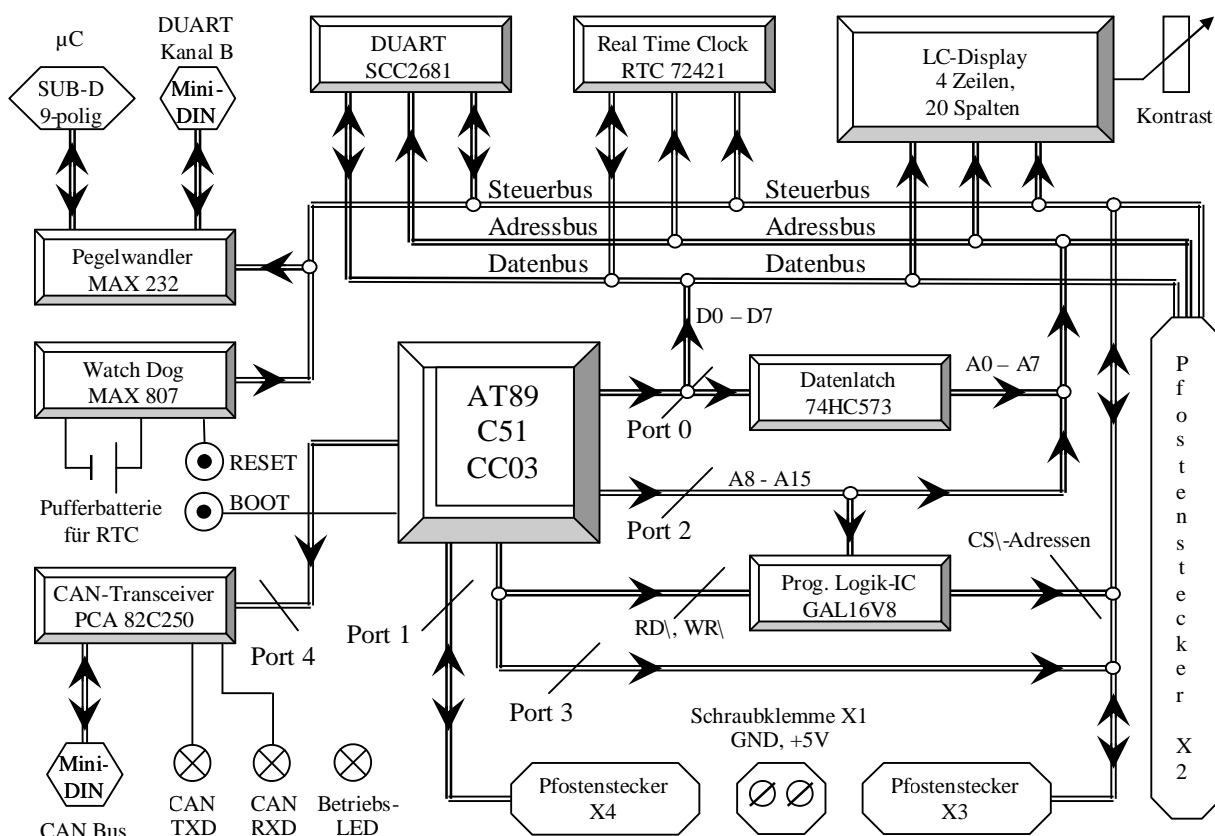 µC
DUART
Kanal B
SUB-D
9-polig
Mini-
DIN
DUART
SCC2681
Real Time Clock
RTC 72421
LC-Display
4 Zeilen,
20 Spalten
Kontrast
Steuerbus
Steuerbus
Adressbus
Adressbus
Datenbus
Datenbus
Pegelwandler
MAX 232
D0 – D7
Watch Dog
MAX 807
AT89
C51
CC03
Datenlatch
74HC573
A0 – A7
Port 0
RESET
BOOT
Pufferbatterie
für RTC
A8 - A15
Port 2
CS\-Adressen
CAN-Transceiver
PCA 82C250
Prog. Logik-IC
GAL16V8
RD\, WR\
Port 1
Port 4
Port 3
Schraubklemme X1
GND, +5V
Pfostenstecker X2
Mini-
DIN
CAN Bus
CAN
TXD
CAN
RXD
Betriebs-
LED
Pfostenstecker
X4
Pfostenstecker
X3